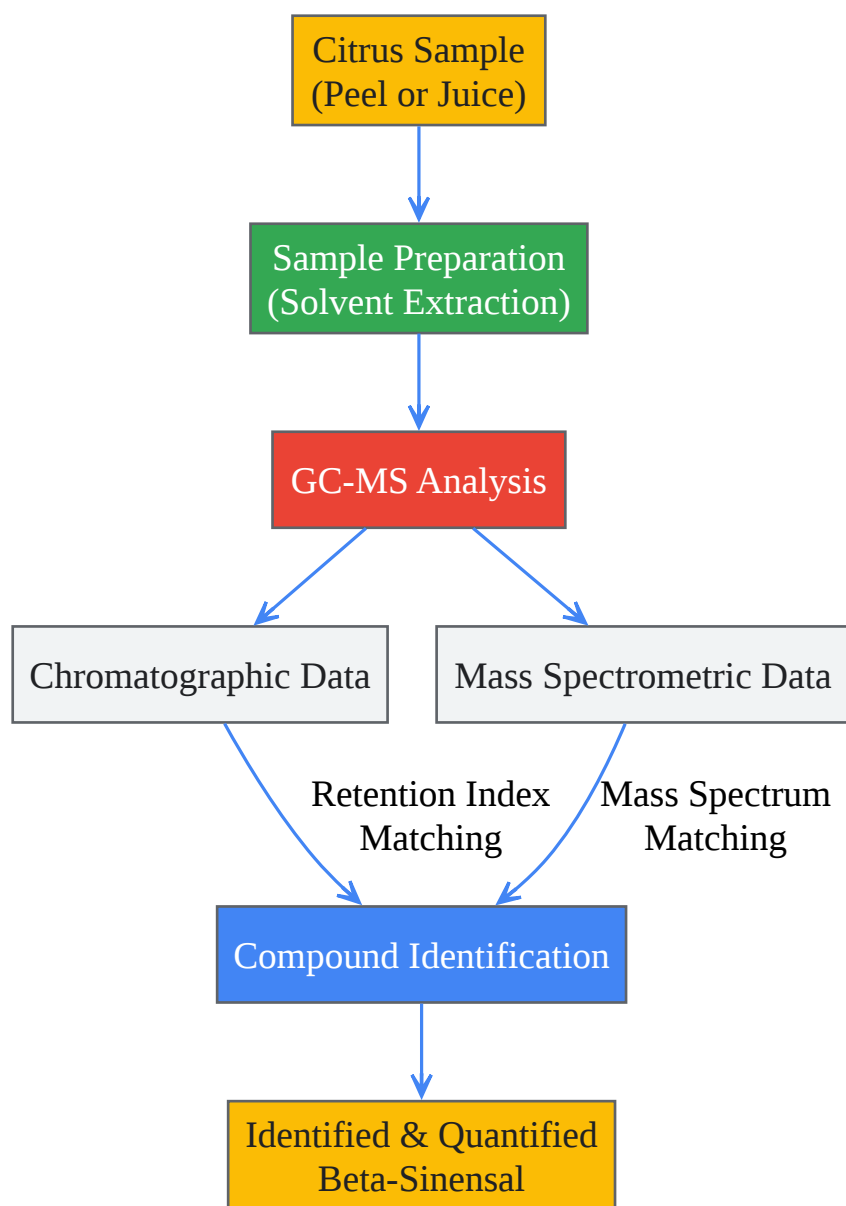 Citrus Sample
(Peel or Juice)
Sample Preparation
(Solvent Extraction)
GC-MS Analysis
Chromatographic Data
Mass Spectrometric Data
Retention Index
Matching
Mass Spectrum
Matching
Compound Identification
Identified & Quantified
Beta-Sinensal